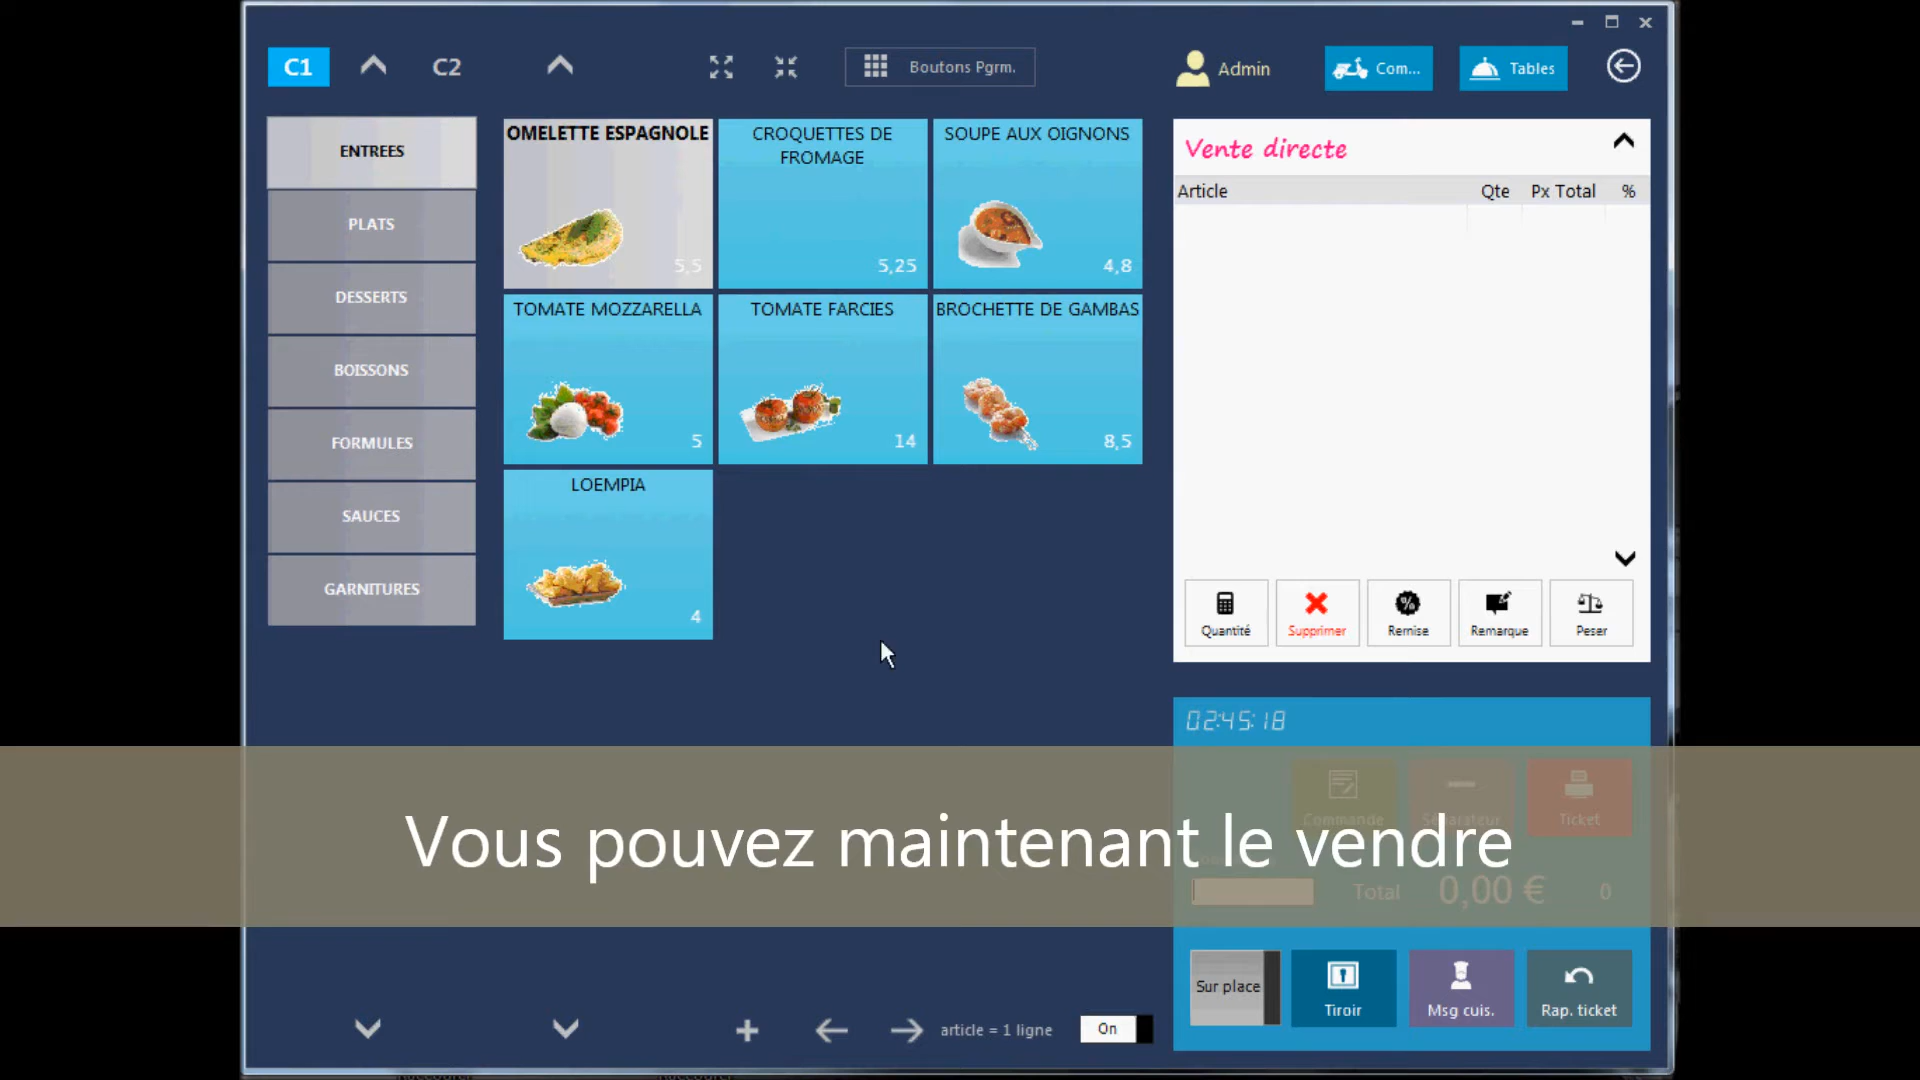 C1
C2
Boutons Pgrm.
Admin
Com...
Tables
ENTREES
PLATS
DESSERTS
BOISSONS
FORMULES
SAUCES
GARNITURES
OMELETTE ESPAGNOLE
5,5
CROQUETTES DE
FROMAGE
5,25
SOUPE AUX OIGNONS
4,8
TOMATE MOZZARELLA
5
TOMATE FARCIES
14
BROCHETTE DE GAMBAS
8,5
LOEMPIA
4
Vente directe
Article Qte Px Total %
Quantité
Supprimer
Remise
Remarque
Peser
02:45:18
Commande
Séparateur
Ticket
Vous pouvez maintenant le vendre
Total 0,00 € 0
Sur place
Tiroir
Msg cuis.
Rap. ticket
article = 1 ligne
On